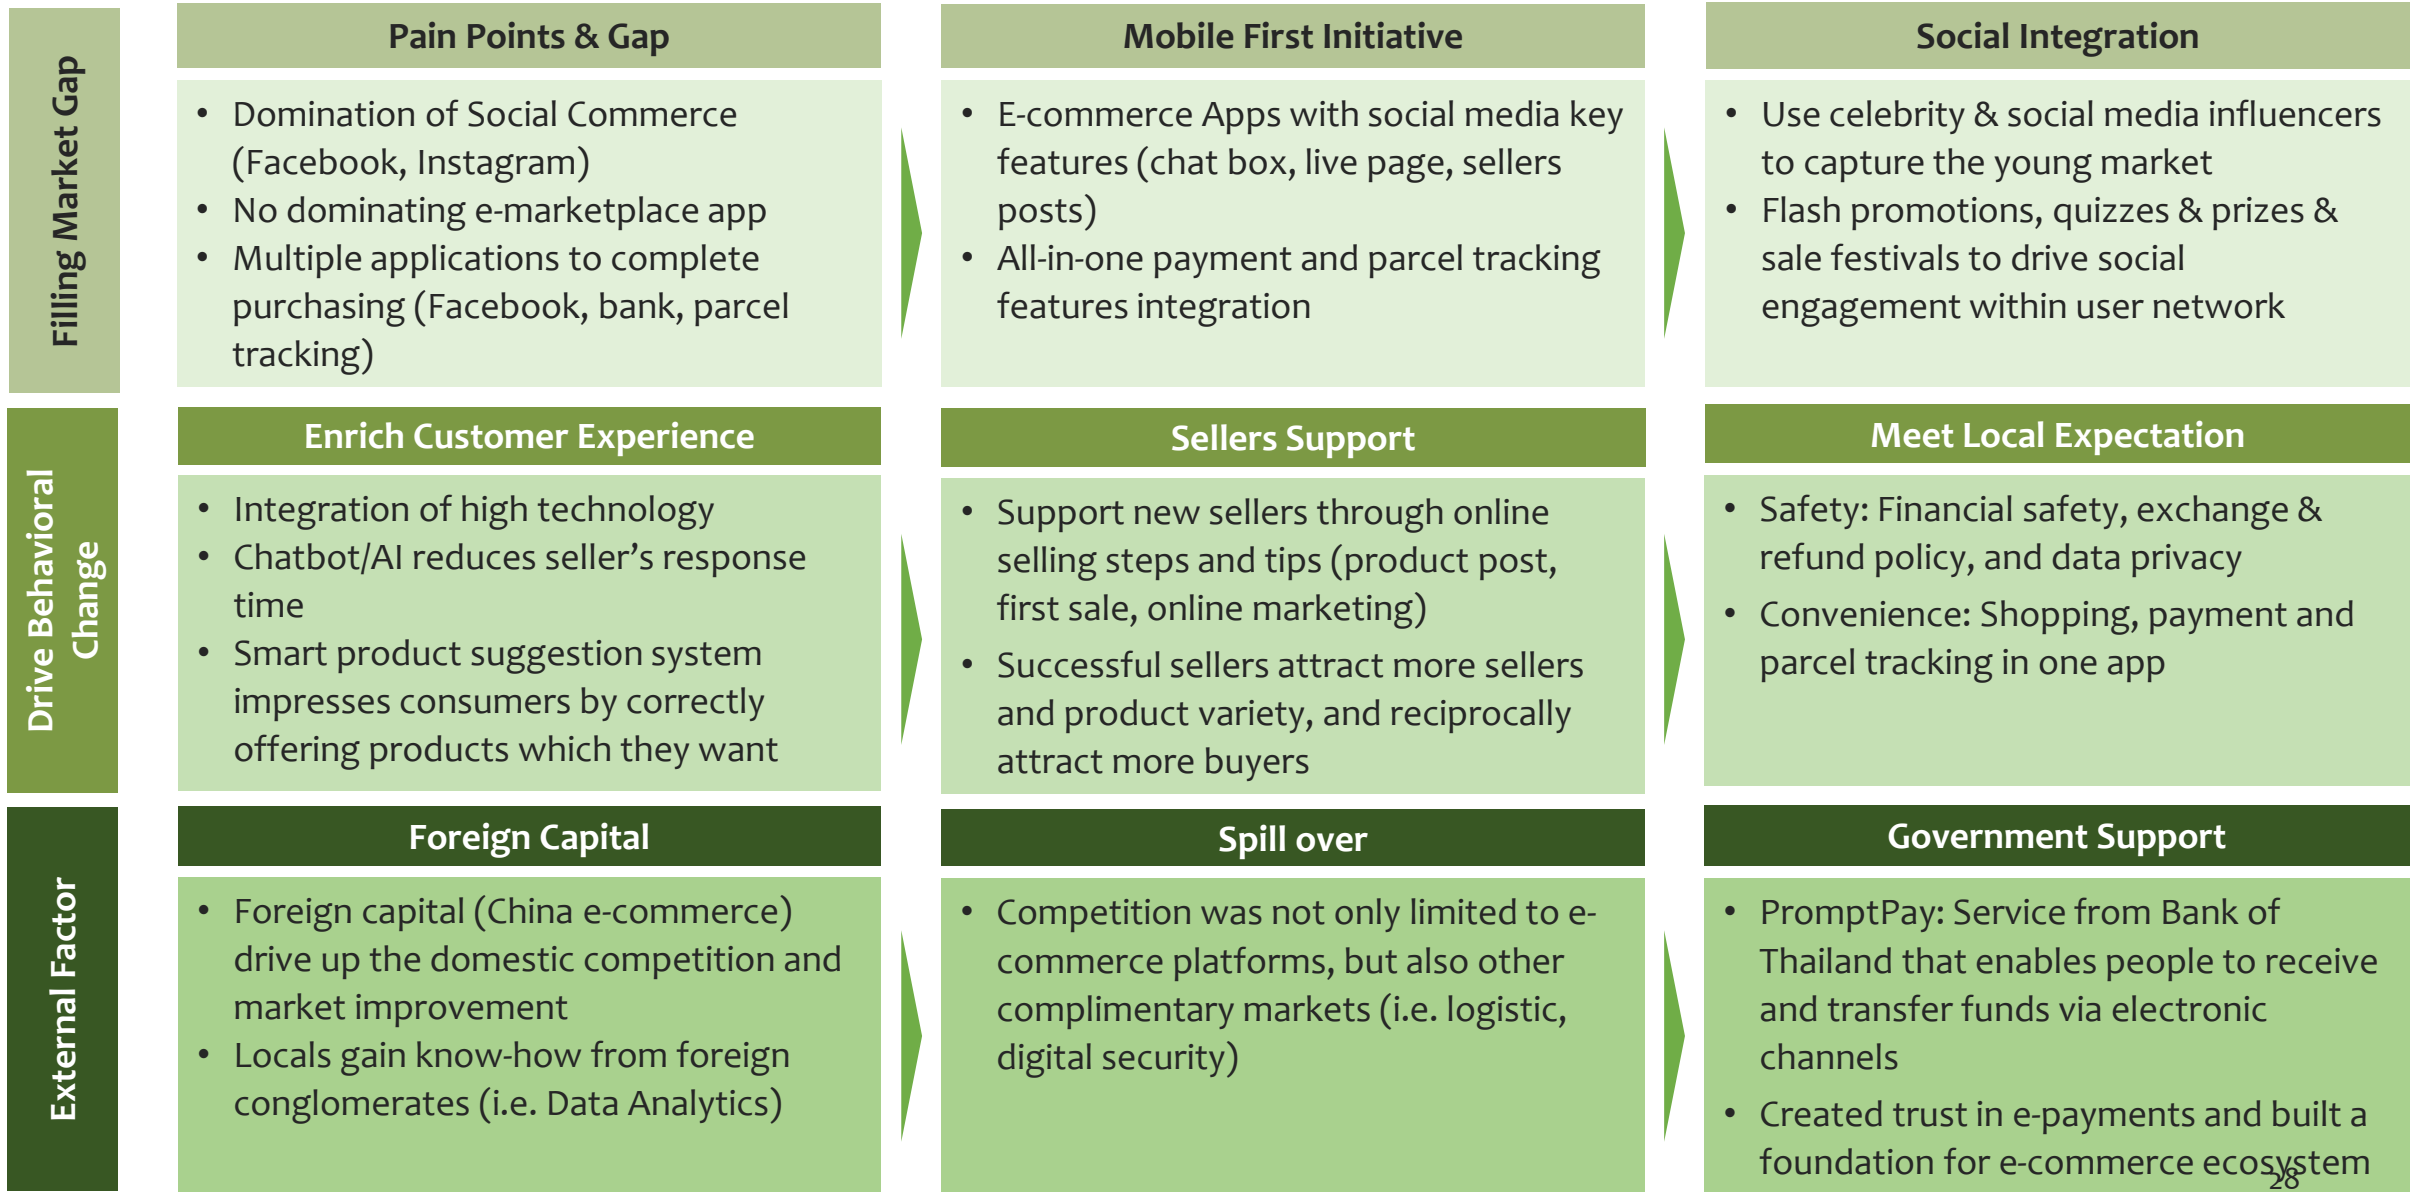 Filling Market Gap
Pain Points & Gap
• Domination of Social Commerce
(Facebook, Instagram)
• No dominating e-marketplace app
• Multiple applications to complete
purchasing (Facebook, bank, parcel
tracking)
Mobile First Initiative
• E-commerce Apps with social media key
features (chat box, live page, sellers
posts)
• All-in-one payment and parcel tracking
features integration
Social Integration
• Use celebrity & social media influencers
to capture the young market
• Flash promotions, quizzes & prizes &
sale festivals to drive social
engagement within user network
Drive Behavioral
Change
Enrich Customer Experience
• Integration of high technology
• Chatbot/AI reduces seller’s response
time
• Smart product suggestion system
impresses consumers by correctly
offering products which they want
Sellers Support
• Support new sellers through online
selling steps and tips (product post,
first sale, online marketing)
• Successful sellers attract more sellers
and product variety, and reciprocally
attract more buyers
Meet Local Expectation
• Safety: Financial safety, exchange &
refund policy, and data privacy
• Convenience: Shopping, payment and
parcel tracking in one app
External Factor
Foreign Capital
• Foreign capital (China e-commerce)
drive up the domestic competition and
market improvement
• Locals gain know-how from foreign
conglomerates (i.e. Data Analytics)
Spill over
• Competition was not only limited to e-
commerce platforms, but also other
complimentary markets (i.e. logistic,
digital security)
Government Support
• PromptPay: Service from Bank of
Thailand that enables people to receive
and transfer funds via electronic
channels
• Created trust in e-payments and built a
foundation for e-commerce ecosystem
28